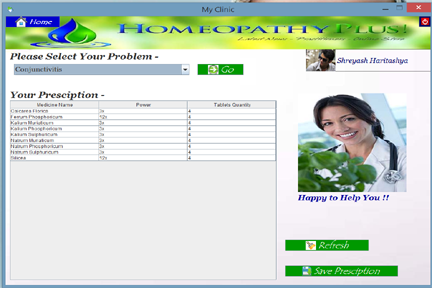 My Clinic
Home
HOMEOPATHY PLUS!
Please Select Your Problem -
Shreyash Haritashya
Conjunctivitis
Go
Your Presciption -
Medicine Name Power Tablets Quantity
Calcarea Florica 3x 4
Ferrum Phosphoricum 12x 4
Kalium Muriaticum 3x 4
Kalium Phosphoricum 3x 4
Kalium Sulphuricum 3x 4
Natrium Muriaticum 3x 4
Natrium Phosphoricum 3x 4
Natrium Sulphuricum 3x 4
Silicea 12x 4
Happy to Help You !!
Refresh
Save Presciption